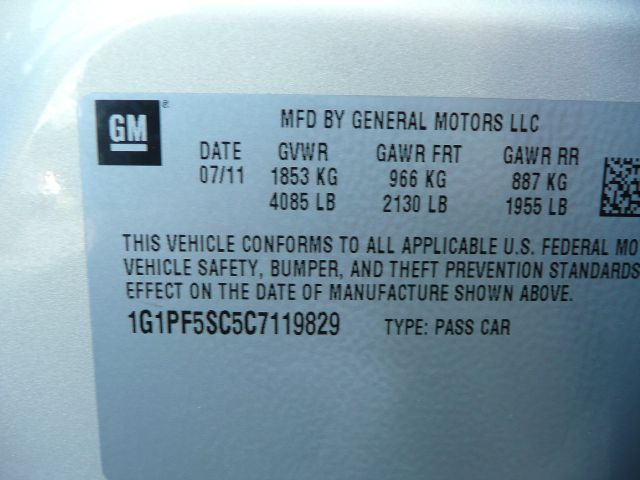 GM®
MFD BY GENERAL MOTORS LLC
DATE GVWR GAWR FRT GAWR RR
07/11 1853 KG 966 KG 887 KG
4085 LB 2130 LB 1955 LB
THIS VEHICLE CONFORMS TO ALL APPLICABLE U.S. FEDERAL MO
VEHICLE SAFETY, BUMPER, AND THEFT PREVENTION STANDARDS
EFFECT ON THE DATE OF MANUFACTURE SHOWN ABOVE.
1G1PF5SC5C7119829 TYPE: PASS CAR